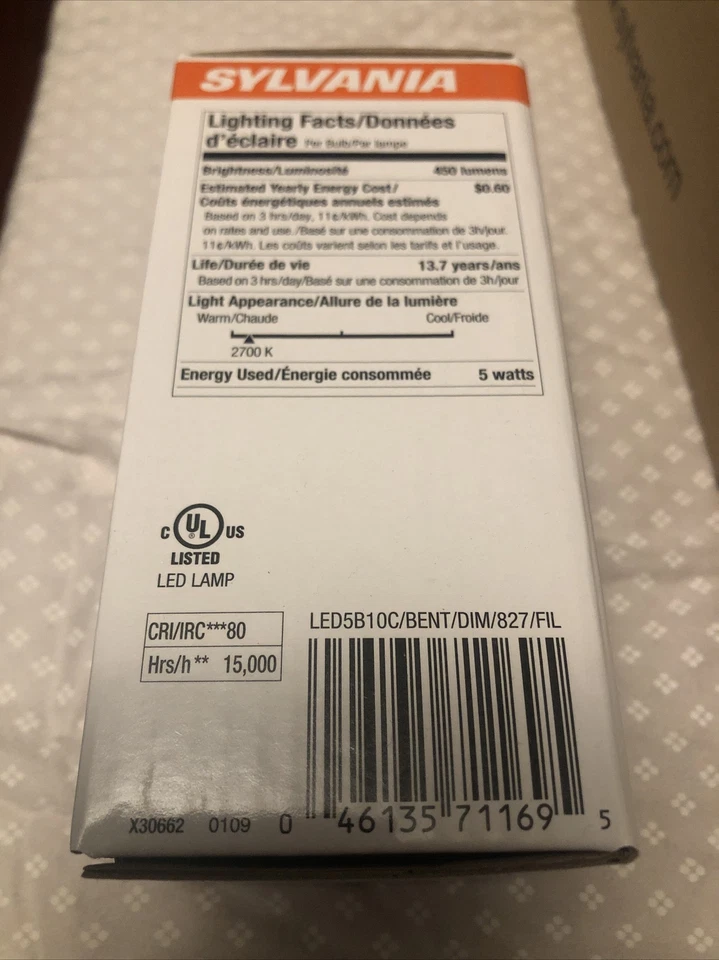 SYLVANIA
Lighting Facts/Données
d'éclaire Per Bulb/Par lampe
Brightness/Luminosité 450 lumens
Estimated Yearly Energy Cost/ $0.60
Coûts énergétiques annuels estimés
Based on 3 hrs/day, 11¢/kWh. Cost depends
on rates and use./Basé sur une consommation de 3h/jour.
11¢/kWh. Les coûts varient selon les tarifs et l'usage.
Life/Durée de vie 13.7 years/ans
Based on 3 hrs/day/Basé sur une consommation de 3h/jour
Light Appearance/Allure de la lumière
Warm/Chaude Cool/Froide
2700 K
Energy Used/Énergie consommée 5 watts
C UL® US
LISTED
LED LAMP
CRI/IRC***80
Hrs/h** 15,000
LED5B10C/BENT/DIM/827/FIL
X30662 0109 0 46135 71169 5